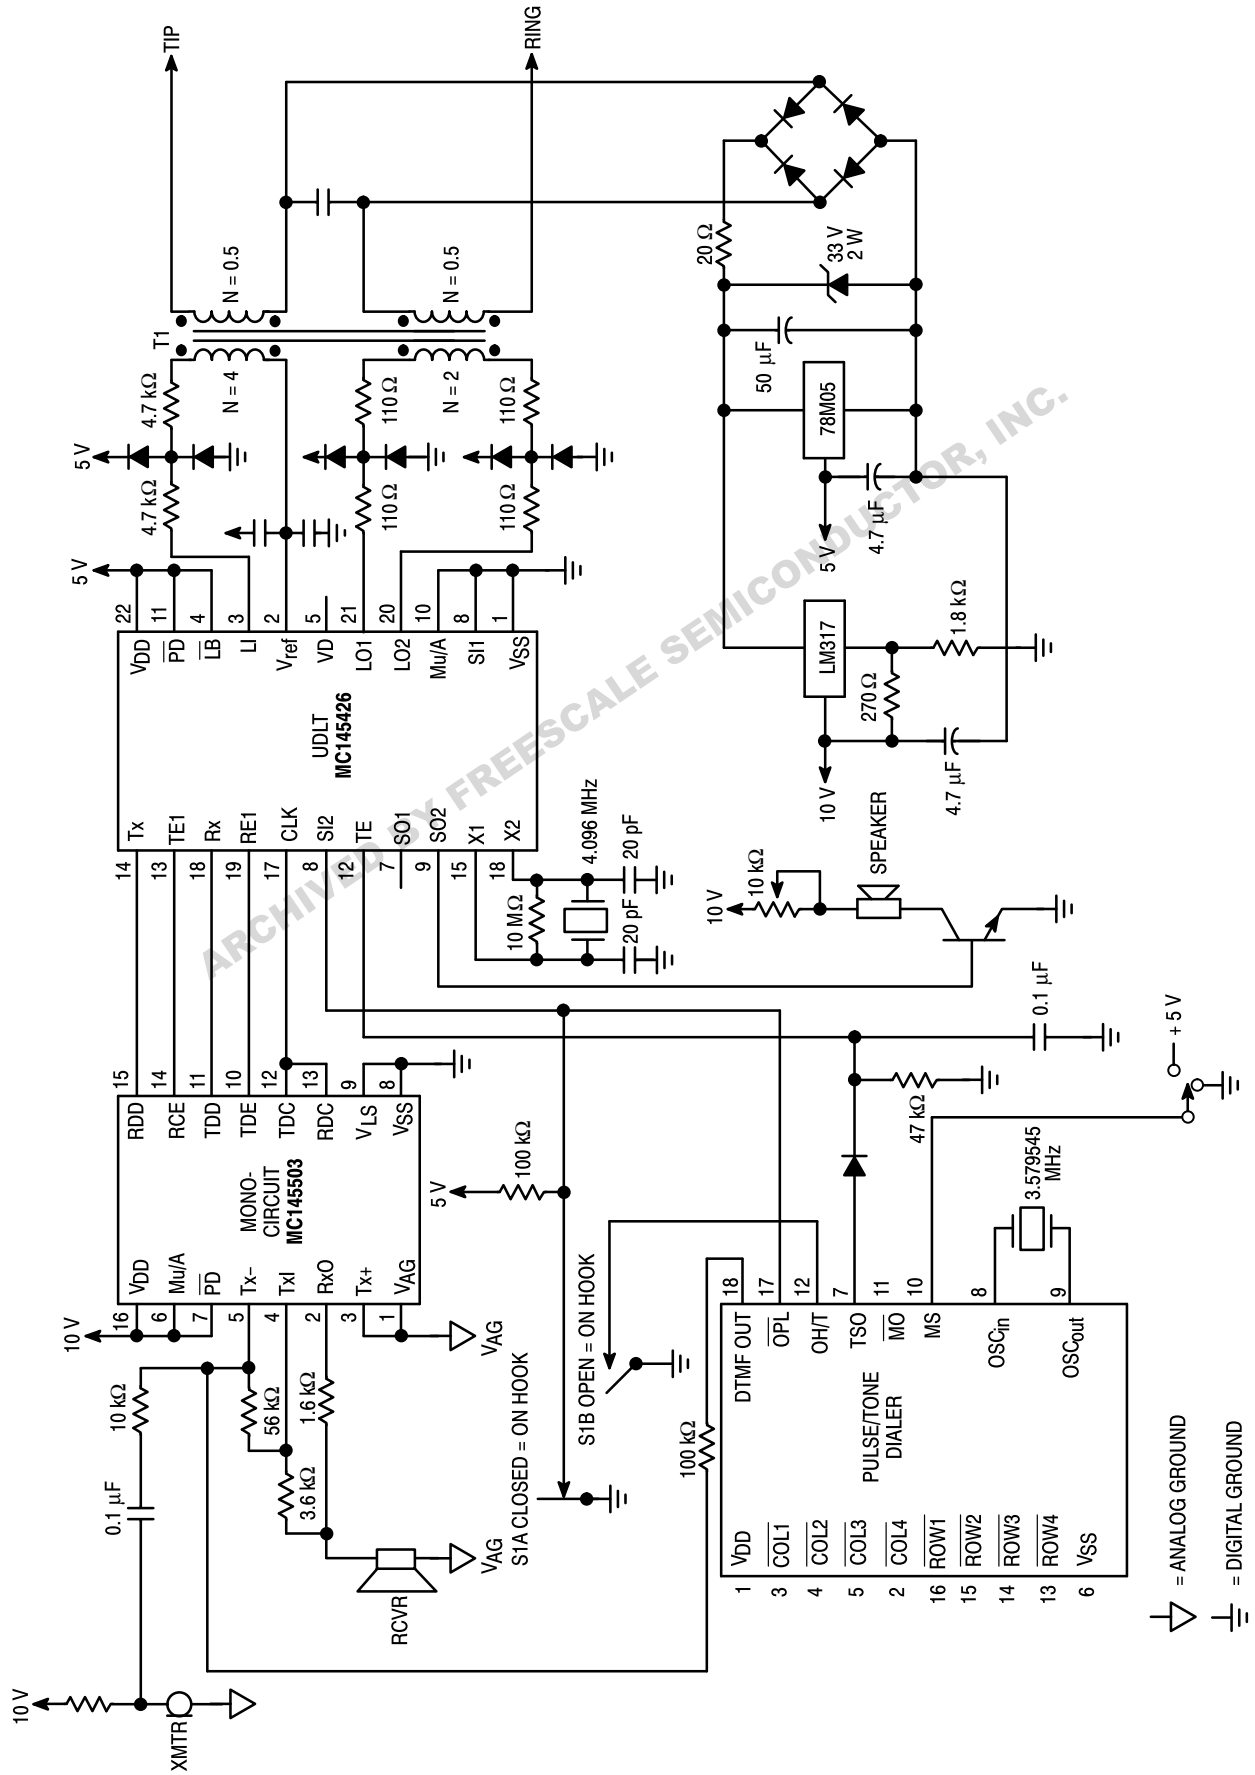 TIP
RING
T1
N = 0.5
N = 0.5
N = 4
N = 2
5 V
4.7 kΩ
4.7 kΩ
110 Ω
110 Ω
110 Ω
110 Ω
20 Ω
33 V
2 W
50 μF
78M05
4.7 μF
5 V
LM317
270 Ω
1.8 kΩ
10 V
4.7 μF
5 V
22
11
4
3
2
5
21
20
10
8
1
VDD
PD
LB
LI
Vref
VD
LO1
LO2
Mu/A
SI1
VSS
UDLT
MC145426
Tx
TE1
Rx
RE1
CLK
SI2
TE
SO1
SO2
X1
X2
14
13
18
19
17
8
12
7
9
15
18
10 MΩ
4.096 MHz
20 pF
20 pF
10 V
10 kΩ
SPEAKER
0.1 μF
47 kΩ
+ 5 V
15
14
11
10
12
13
9
8
RDD
RCE
TDD
TDE
TDC
RDC
VLS
VSS
MONO-
CIRCUIT
MC145503
VDD
Mu/A
PD
Tx–
TxI
RxO
Tx+
VAG
16
6
7
5
4
2
3
1
10 V
VAG
5 V
100 kΩ
10 kΩ
0.1 μF
56 kΩ
3.6 kΩ
1.6 kΩ
RCVR
VAG
10 V
XMTR
S1A CLOSED = ON HOOK
S1B OPEN = ON HOOK
100 kΩ
18
17
12
7
11
10
8
9
DTMF OUT
OPL
OH/T
TSO
MO
MS
OSCin
OSCout
3.579545
MHz
PULSE/TONE
DIALER
VDD
COL1
COL2
COL3
COL4
ROW1
ROW2
ROW3
ROW4
VSS
1
3
4
5
2
16
15
14
13
6
= ANALOG GROUND
= DIGITAL GROUND
ARCHIVED BY FREESCALE SEMICONDUCTOR, INC.